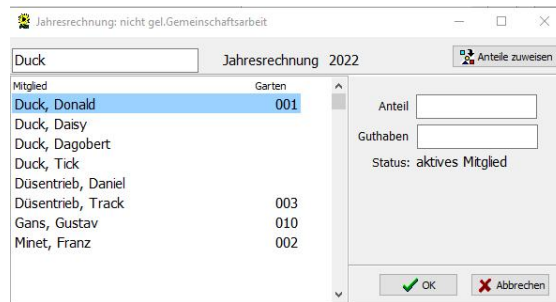 Jahresrechnung: nicht gel.Gemeinschaftsarbeit
Duck
Jahresrechnung 2022
Anteile zuweisen
Mitglied Garten
Duck, Donald 001
Duck, Daisy
Duck, Dagobert
Duck, Tick
Düsentrieb, Daniel
Düsentrieb, Track 003
Gans, Gustav 010
Minet, Franz 002
Anteil
Guthaben
Status: aktives Mitglied
OK
Abbrechen